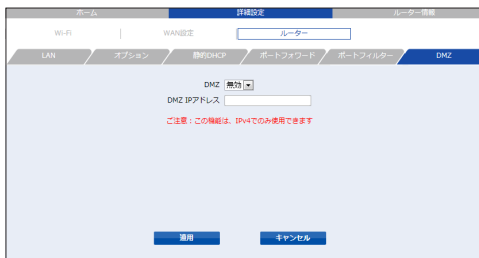 ホーム 詳細設定 ルーター情報
Wi-Fi WAN設定 ルーター
LAN オプション 静的DHCP ポートフォワード ポートフィルター DMZ
DMZ 無効
DMZ IPアドレス
ご注意：この機能は、IPv4でのみ使用できます
適用 キャンセル